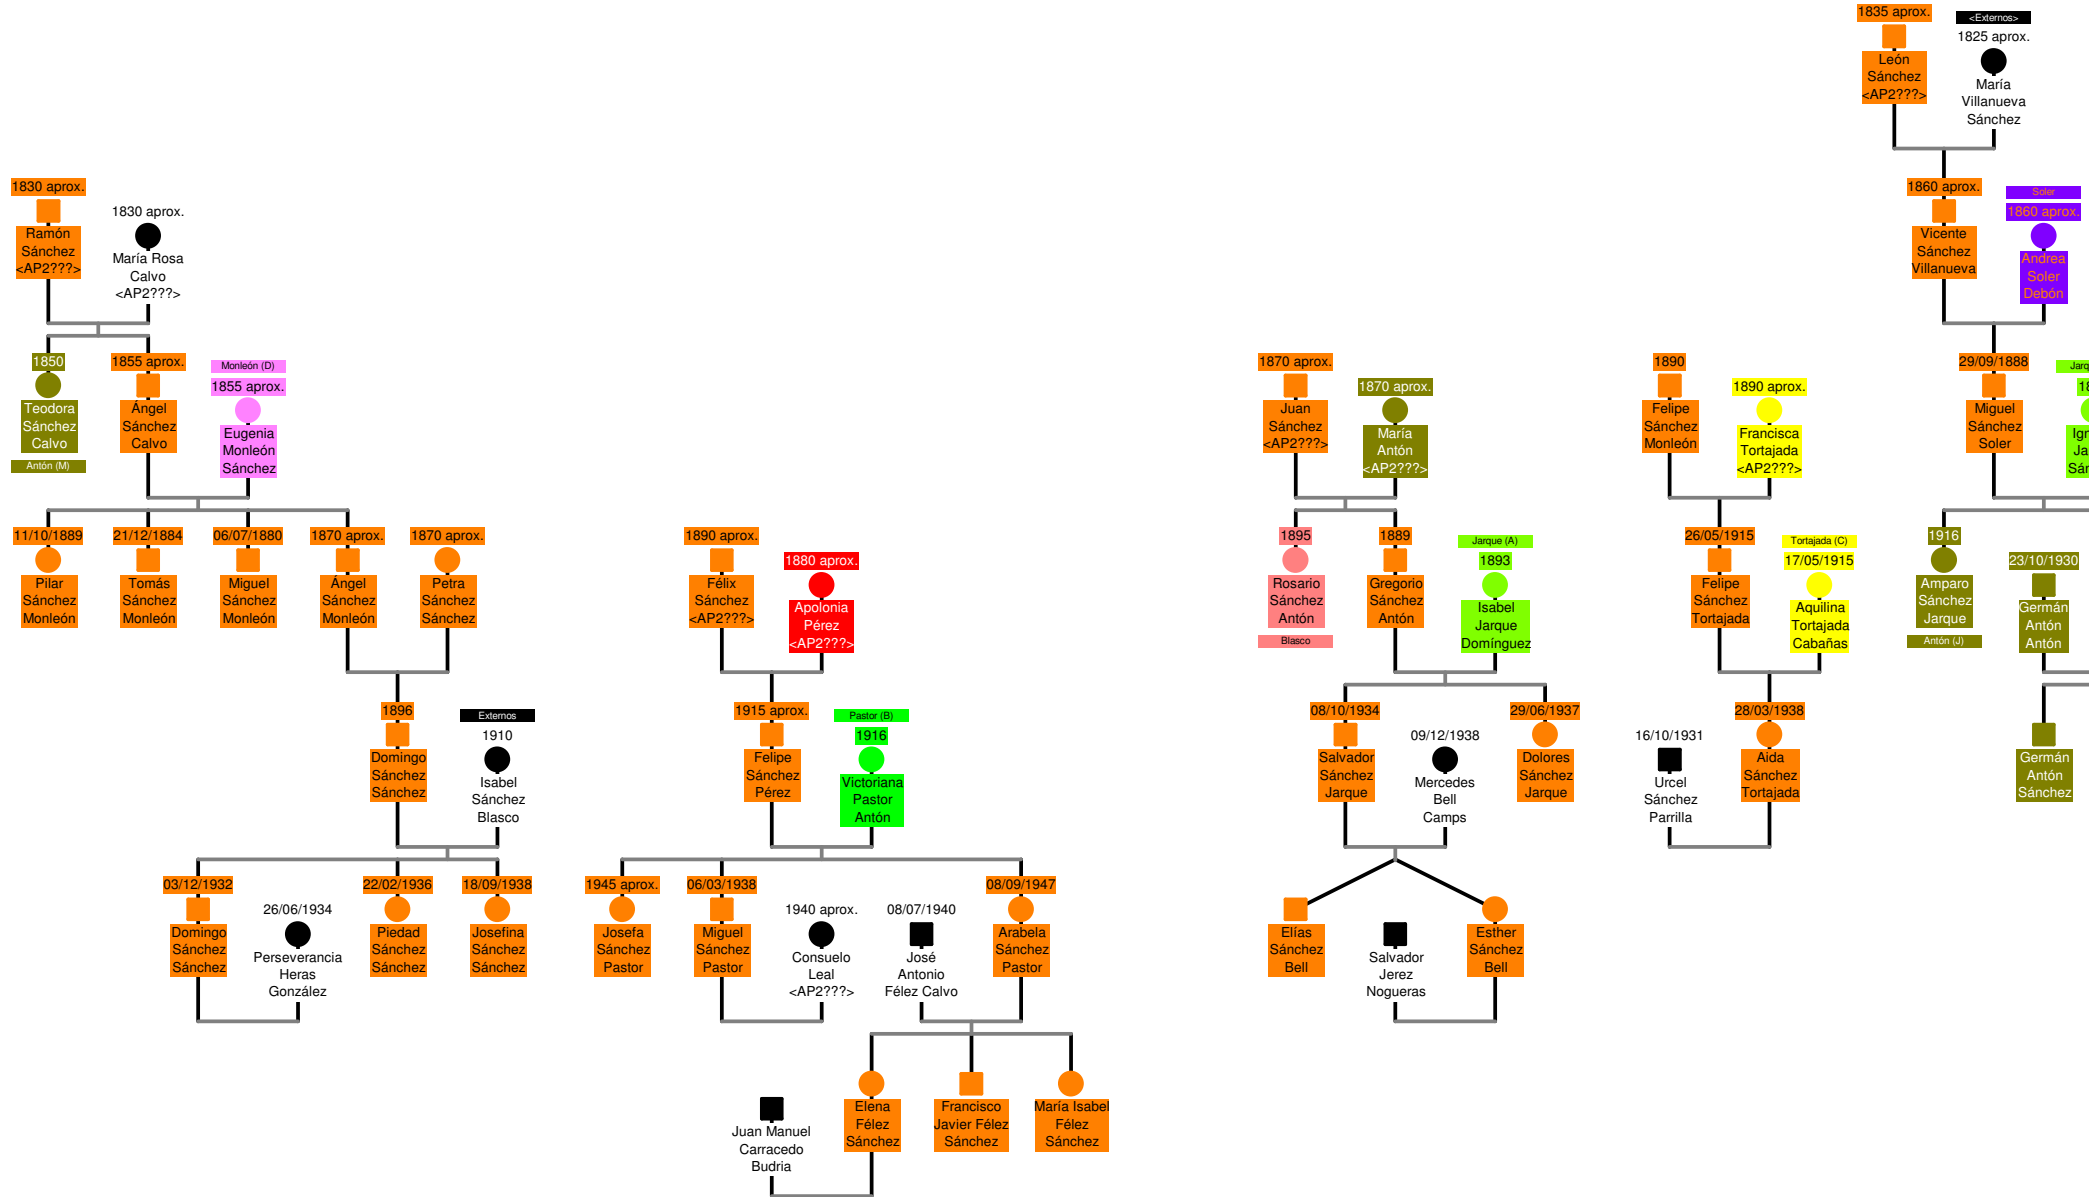 1835 aprox.
León
Sánchez
<AP2???>
<Externos>
1825 aprox.
María
Villanueva
Sánchez
1830 aprox.
Ramón
Sánchez
<AP2???>
1830 aprox.
María Rosa
Calvo
<AP2???>
1860 aprox.
Vicente
Sánchez
Villanueva
Soler
1860 aprox.
Andrea
Soler
Debón
1850
Teodora
Sánchez
Calvo
Antón (M)
1855 aprox.
Ángel
Sánchez
Calvo
Monleón (D)
1855 aprox.
Eugenia
Monleón
Sánchez
1870 aprox.
Juan
Sánchez
<AP2???>
1870 aprox.
María
Antón
<AP2???>
1890
Felipe
Sánchez
Monleón
1890 aprox.
Francisca
Tortajada
<AP2???>
29/09/1888
Miguel
Sánchez
Soler
Jarq
18
Ign
Ja
Sán
11/10/1889
Pilar
Sánchez
Monleón
21/12/1884
Tomás
Sánchez
Monleón
06/07/1880
Miguel
Sánchez
Monleón
1870 aprox.
Ángel
Sánchez
Monleón
1870 aprox.
Petra
Sánchez
Sánchez
1890 aprox.
Félix
Sánchez
<AP2???>
1880 aprox.
Apolonia
Pérez
<AP2???>
1895
Rosario
Sánchez
Antón
Blasco
1889
Gregorio
Sánchez
Antón
Jarque (A)
1893
Isabel
Jarque
Domínguez
26/05/1915
Felipe
Sánchez
Tortajada
Tortajada (C)
17/05/1915
Aquilina
Tortajada
Cabañas
1916
Amparo
Sánchez
Jarque
Antón (J)
23/10/1930
Germán
Antón
Antón
1896
Domingo
Sánchez
Sánchez
Externos
1910
Isabel
Sánchez
Blasco
1915 aprox.
Felipe
Sánchez
Pérez
Pastor (B)
1916
Victoriana
Pastor
Antón
08/10/1934
Salvador
Sánchez
Jarque
09/12/1938
Mercedes
Bell
Camps
29/06/1937
Dolores
Sánchez
Jarque
16/10/1931
Urcel
Sánchez
Parrilla
28/03/1938
Aida
Sánchez
Tortajada
Germán
Antón
Sánchez
03/12/1932
Domingo
Sánchez
Sánchez
26/06/1934
Perseverancia
Heras
González
22/02/1936
Piedad
Sánchez
Sánchez
18/09/1938
Josefina
Sánchez
Sánchez
1945 aprox.
Josefa
Sánchez
Pastor
06/03/1938
Miguel
Sánchez
Pastor
1940 aprox.
Consuelo
Leal
<AP2???>
08/07/1940
José
Antonio
Félez Calvo
08/09/1947
Arabela
Sánchez
Pastor
Elías
Sánchez
Bell
Salvador
Jerez
Nogueras
Esther
Sánchez
Bell
Juan Manuel
Carracedo
Budria
Elena
Félez
Sánchez
Francisco
Javier Félez
Sánchez
María Isabel
Félez
Sánchez